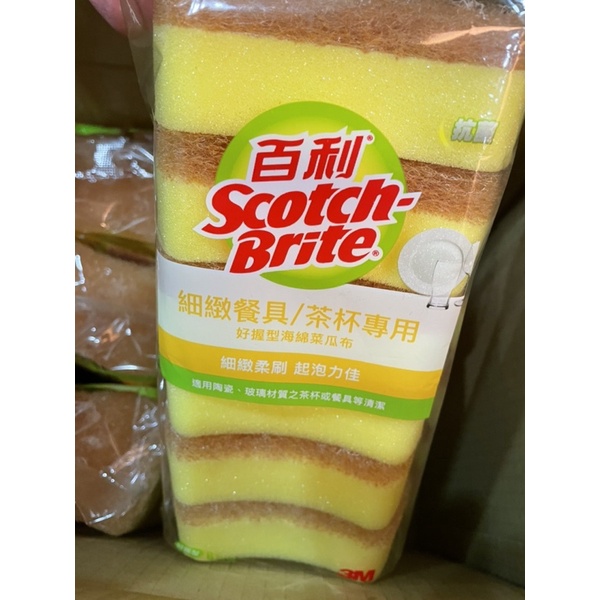 抗菌
百利
Scotch-
Brite
細緻餐具/茶杯專用
好握型海綿菜瓜布
細緻柔刷 起泡力佳
適用陶瓷、玻璃材質之茶杯或餐具等清潔
3M